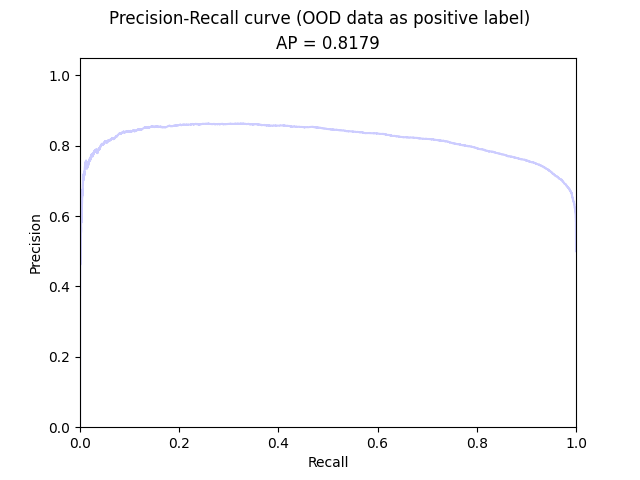 Precision-Recall curve (OOD data as positive label)
AP = 0.8179
1.0
0.8
0.6
0.4
0.2
0.0
Precision
0.0 0.2 0.4 0.6 0.8 1.0
Recall